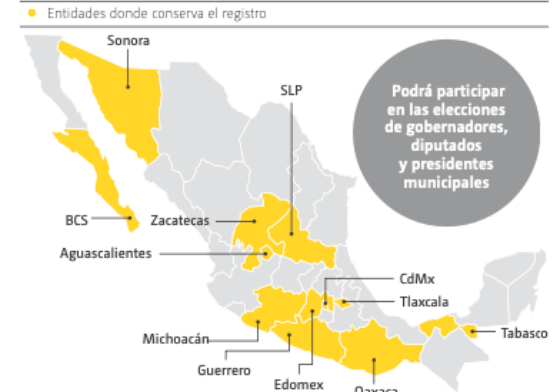 Entidades donde conserva el registro
Sonora
SLP
Podrá participar
en las elecciones
de gobernadores,
diputados
y presidentes
municipales
BCS
Zacatecas
Aguascalientes
CdMx
Tlaxcala
Tabasco
Michoacán
Guerrero
Edomex
Oaxaca